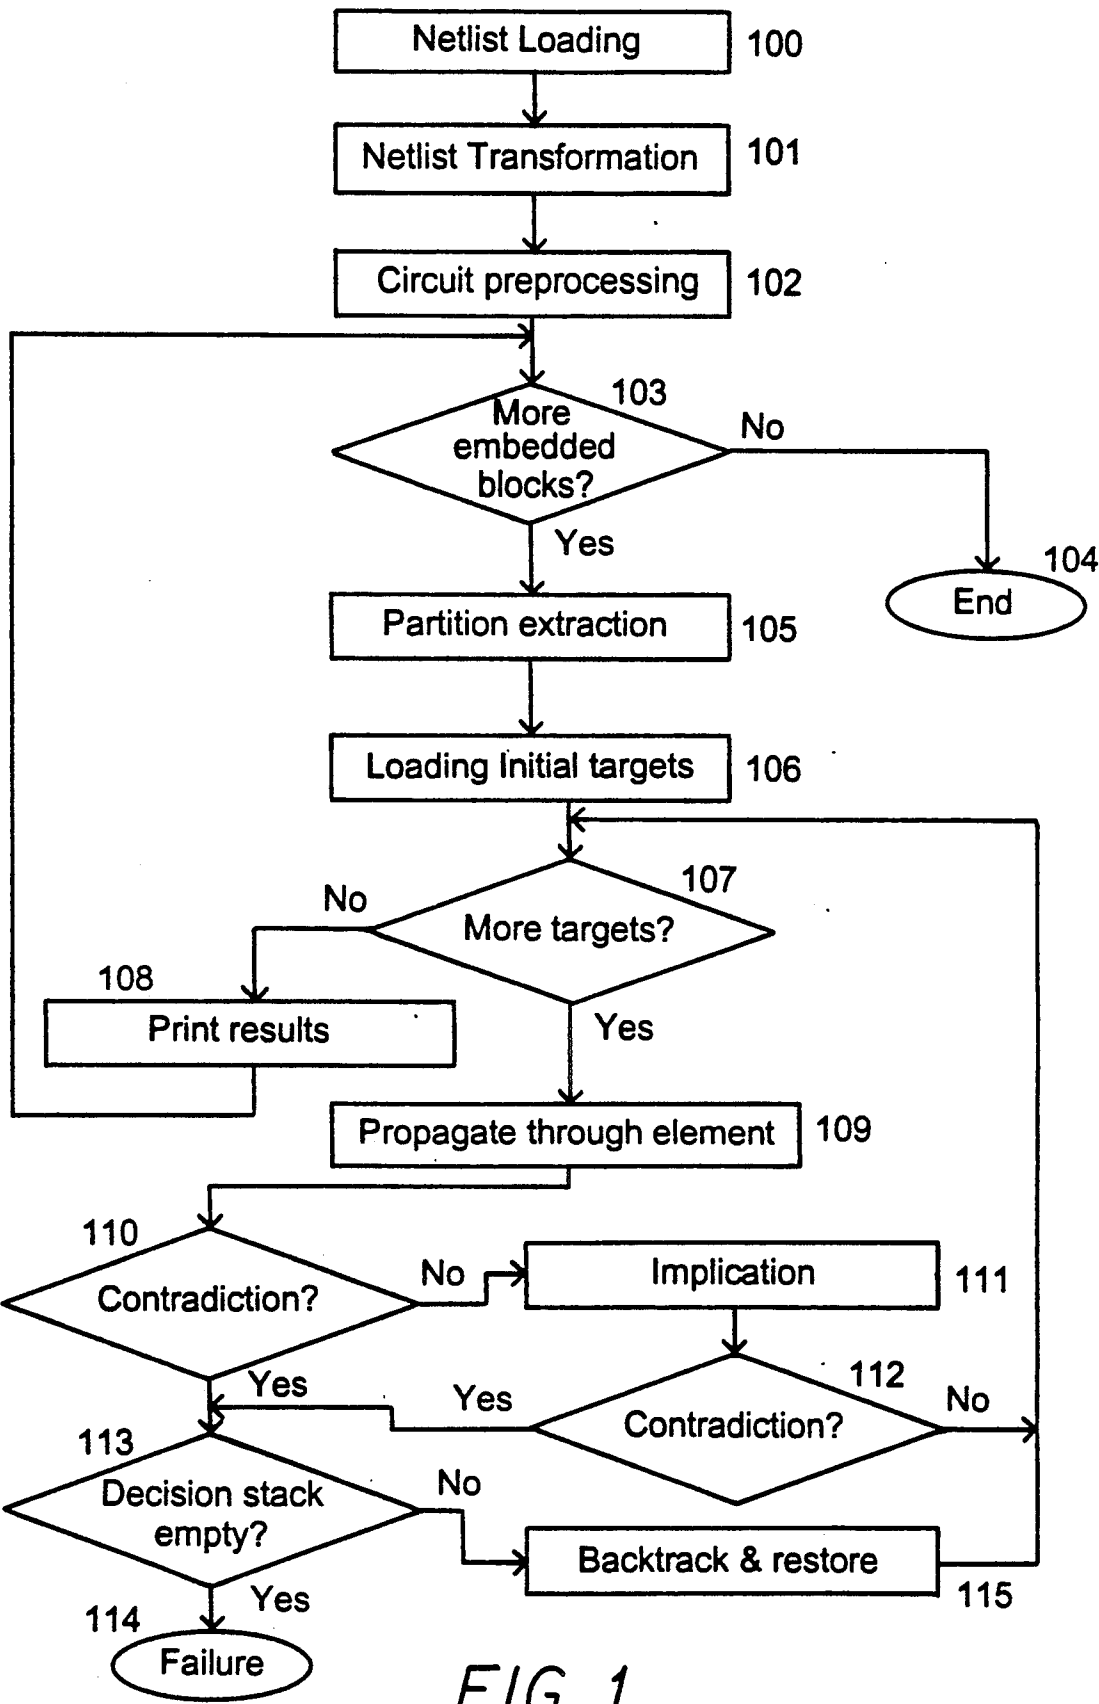 Netlist Loading
100
Netlist Transformation
101
Circuit preprocessing
102
103
More
embedded
blocks?
No
Yes
104
End
Partition extraction
105
Loading Initial targets
106
107
No
More targets?
108
Print results
Yes
Propagate through element
109
110
Contradiction?
No
Implication
111
Yes
112
Yes
No
Contradiction?
113
Decision stack
empty?
No
Backtrack & restore
115
Yes
114
Failure
FIG. 1